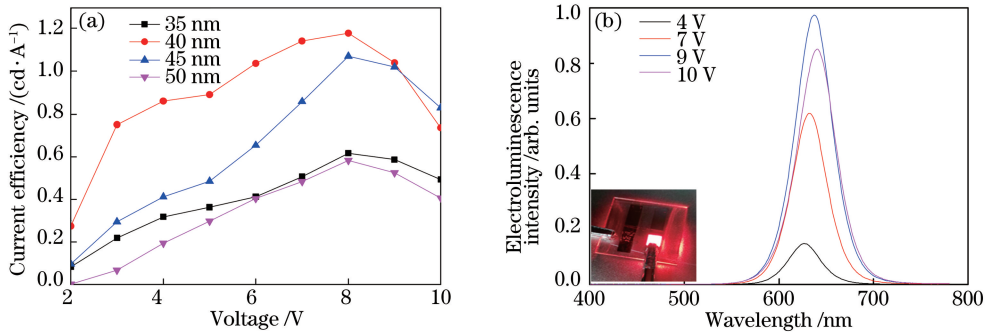 (a)
35 nm
40 nm
45 nm
50 nm
Current efficiency /(cd· A⁻¹)
1.2
1.0
0.8
0.6
0.4
0.2
0
2
4
6
8
10
Voltage /V
(b)
4 V
7 V
9 V
10 V
Electroluminescence
intensity /arb. units
1.0
0.8
0.6
0.4
0.2
0.0
400
500
600
700
800
Wavelength /nm